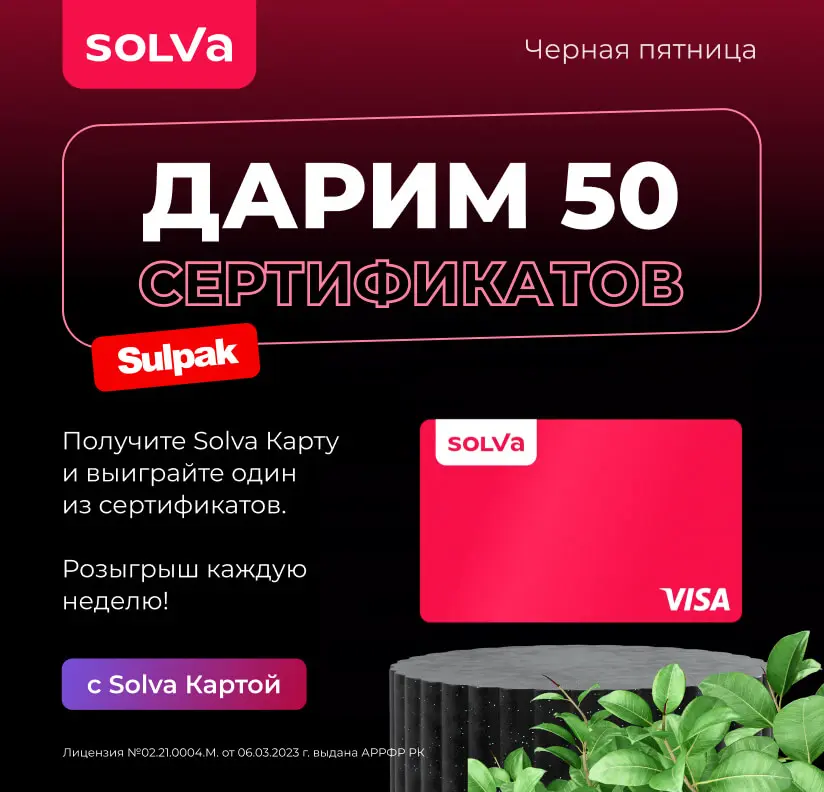 SOLVa
Черная пятница
ДАРИМ 50
СЕРТИФИКАТОВ
Sulpak
Получите Solva Карту
и выиграйте один
из сертификатов.
Розыгрыш каждую
неделю!
SOLVa
VISA
с Solva Картой
Лицензия №02.21.0004.М. от 06.03.2023 г. выдана АРРФР РК